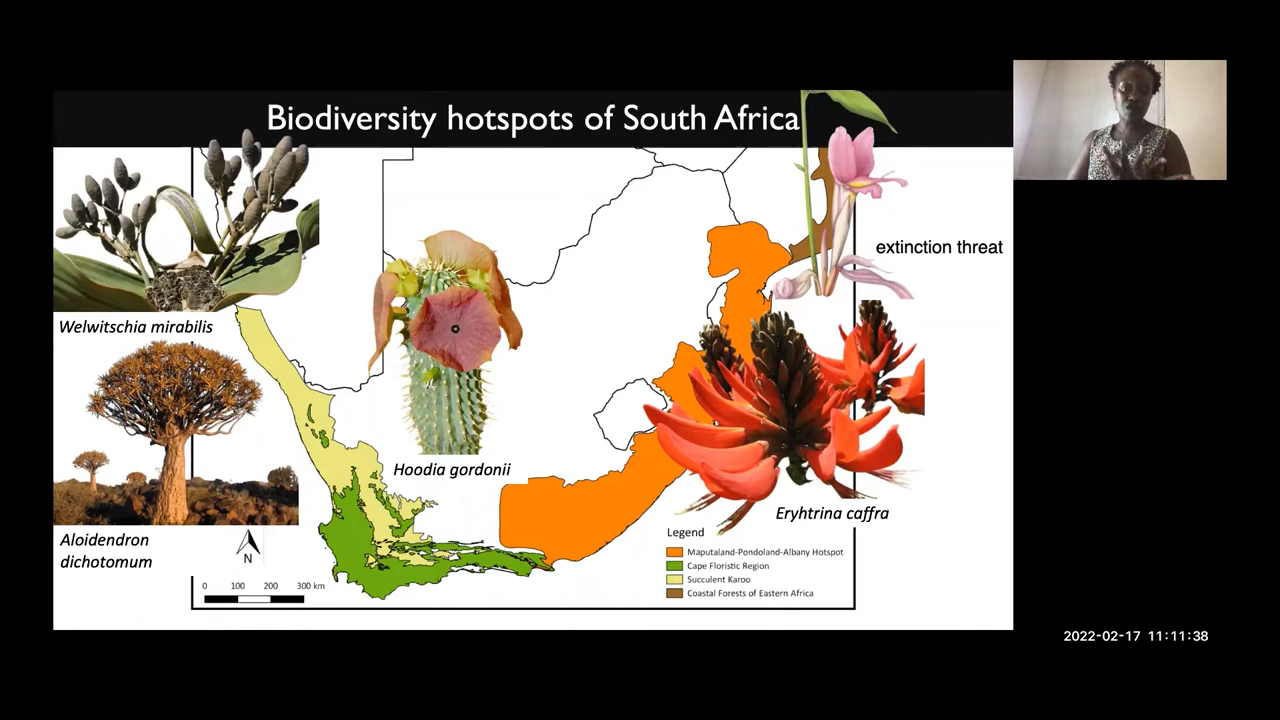 Biodiversity hotspots of South Africa
extinction threat
Welwitschia mirabilis
Hoodia gordonii
Eryhtrina caffra
Aloidendron
dichotomum
N
0 100 200 300 km
Legend
Maputaland-Pondoland-Albany Hotspot
Cape Floristic Region
Succulent Karoo
Coastal Forests of Eastern Africa
2022-02-17 11:11:38